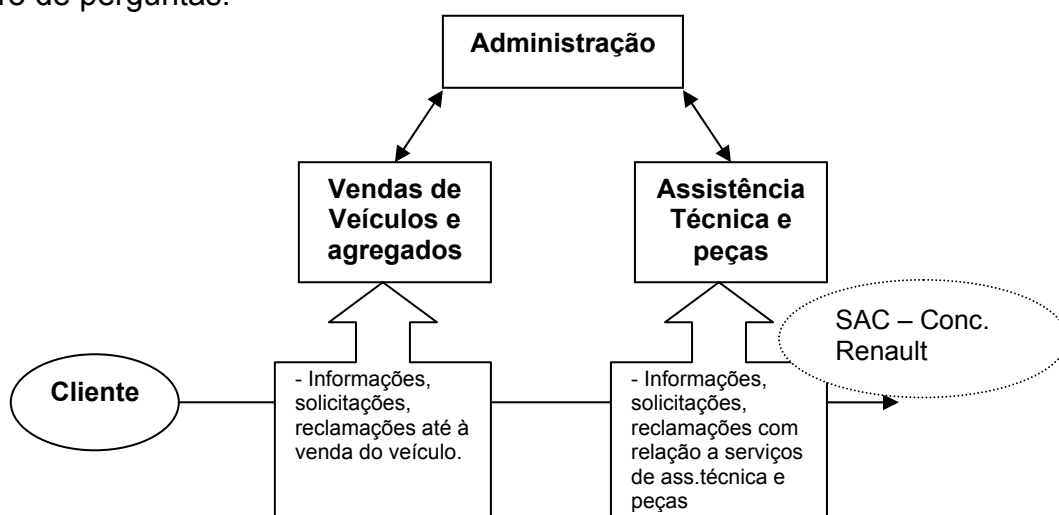 ro de perguntas.
Administração
Vendas de
Veículos e
agregados
Assistência
Técnica e
peças
SAC – Conc.
Renault
Cliente
- Informações,
solicitações,
reclamações até à
venda do veículo.
- Informações,
solicitações,
reclamações com
relação a serviços
de ass.técnica e
peças